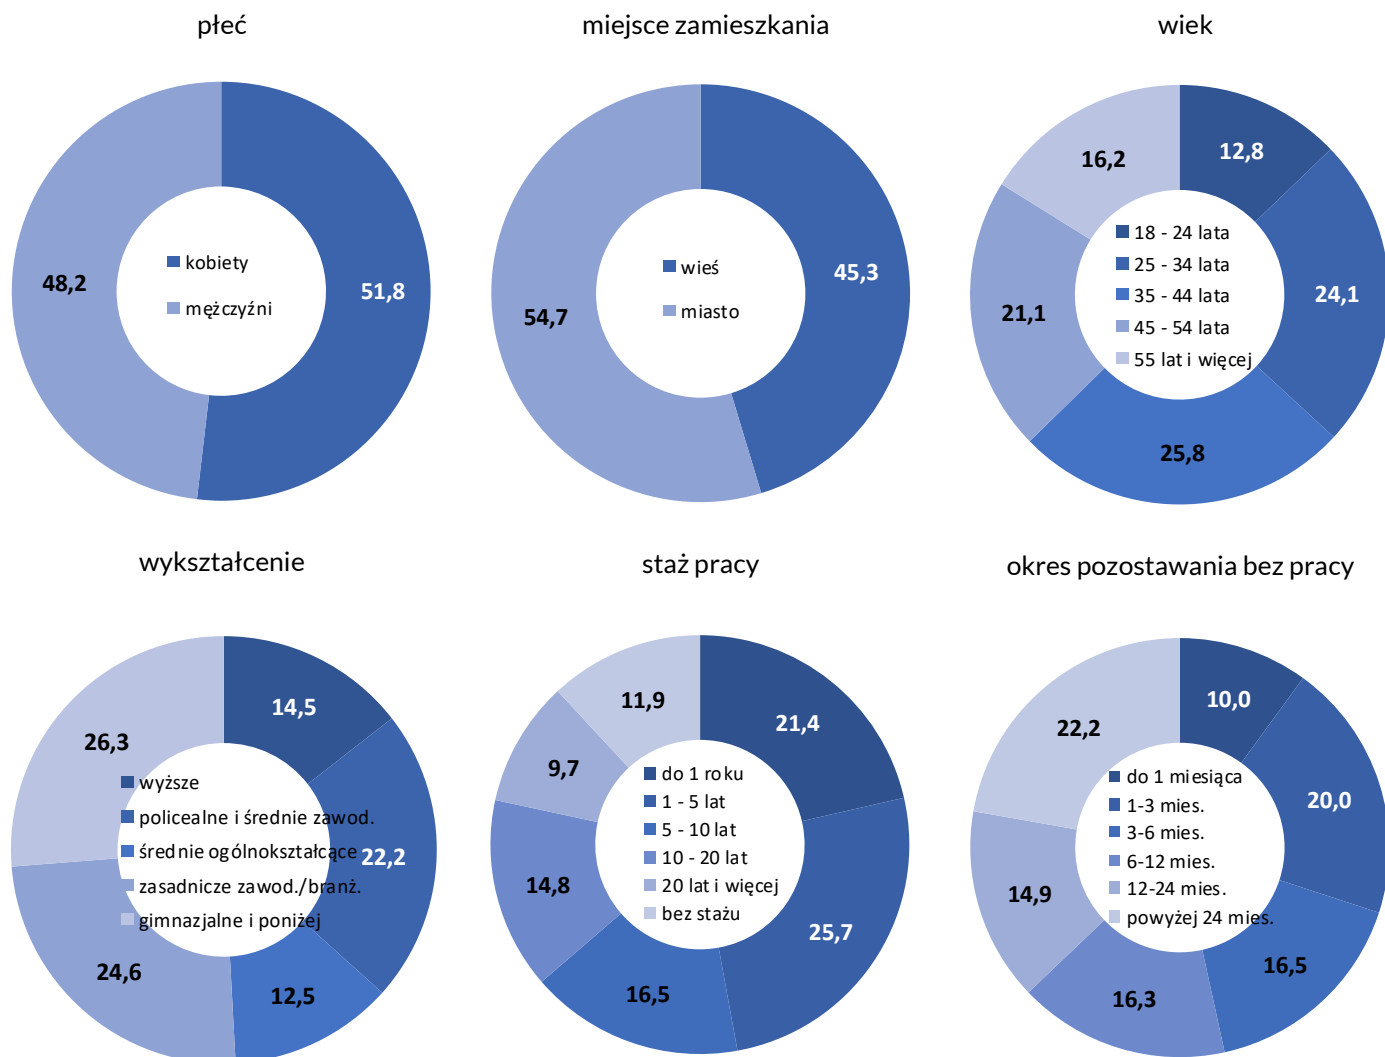 płeć
48,2
kobiety
mężczyźni
51,8
miejsce zamieszkania
54,7
wieś
miasto
45,3
wiek
16,2
12,8
21,1
18 - 24 lata
25 - 34 lata
35 - 44 lata
45 - 54 lata
55 lat i więcej
24,1
25,8
wykształcenie
14,5
26,3
wyższe
policealne i średnie zawod.
średnie ogólnokształcące
zasadnicze zawod./branż.
gimnazjalne i poniżej
22,2
24,6
12,5
staż pracy
11,9
21,4
9,7
do 1 roku
1 - 5 lat
5 - 10 lat
10 - 20 lat
20 lat i więcej
bez stażu
14,8
25,7
16,5
okres pozostawania bez pracy
10,0
22,2
do 1 miesiąca
1-3 mies.
3-6 mies.
6-12 mies.
12-24 mies.
powyżej 24 mies.
20,0
14,9
16,5
16,3